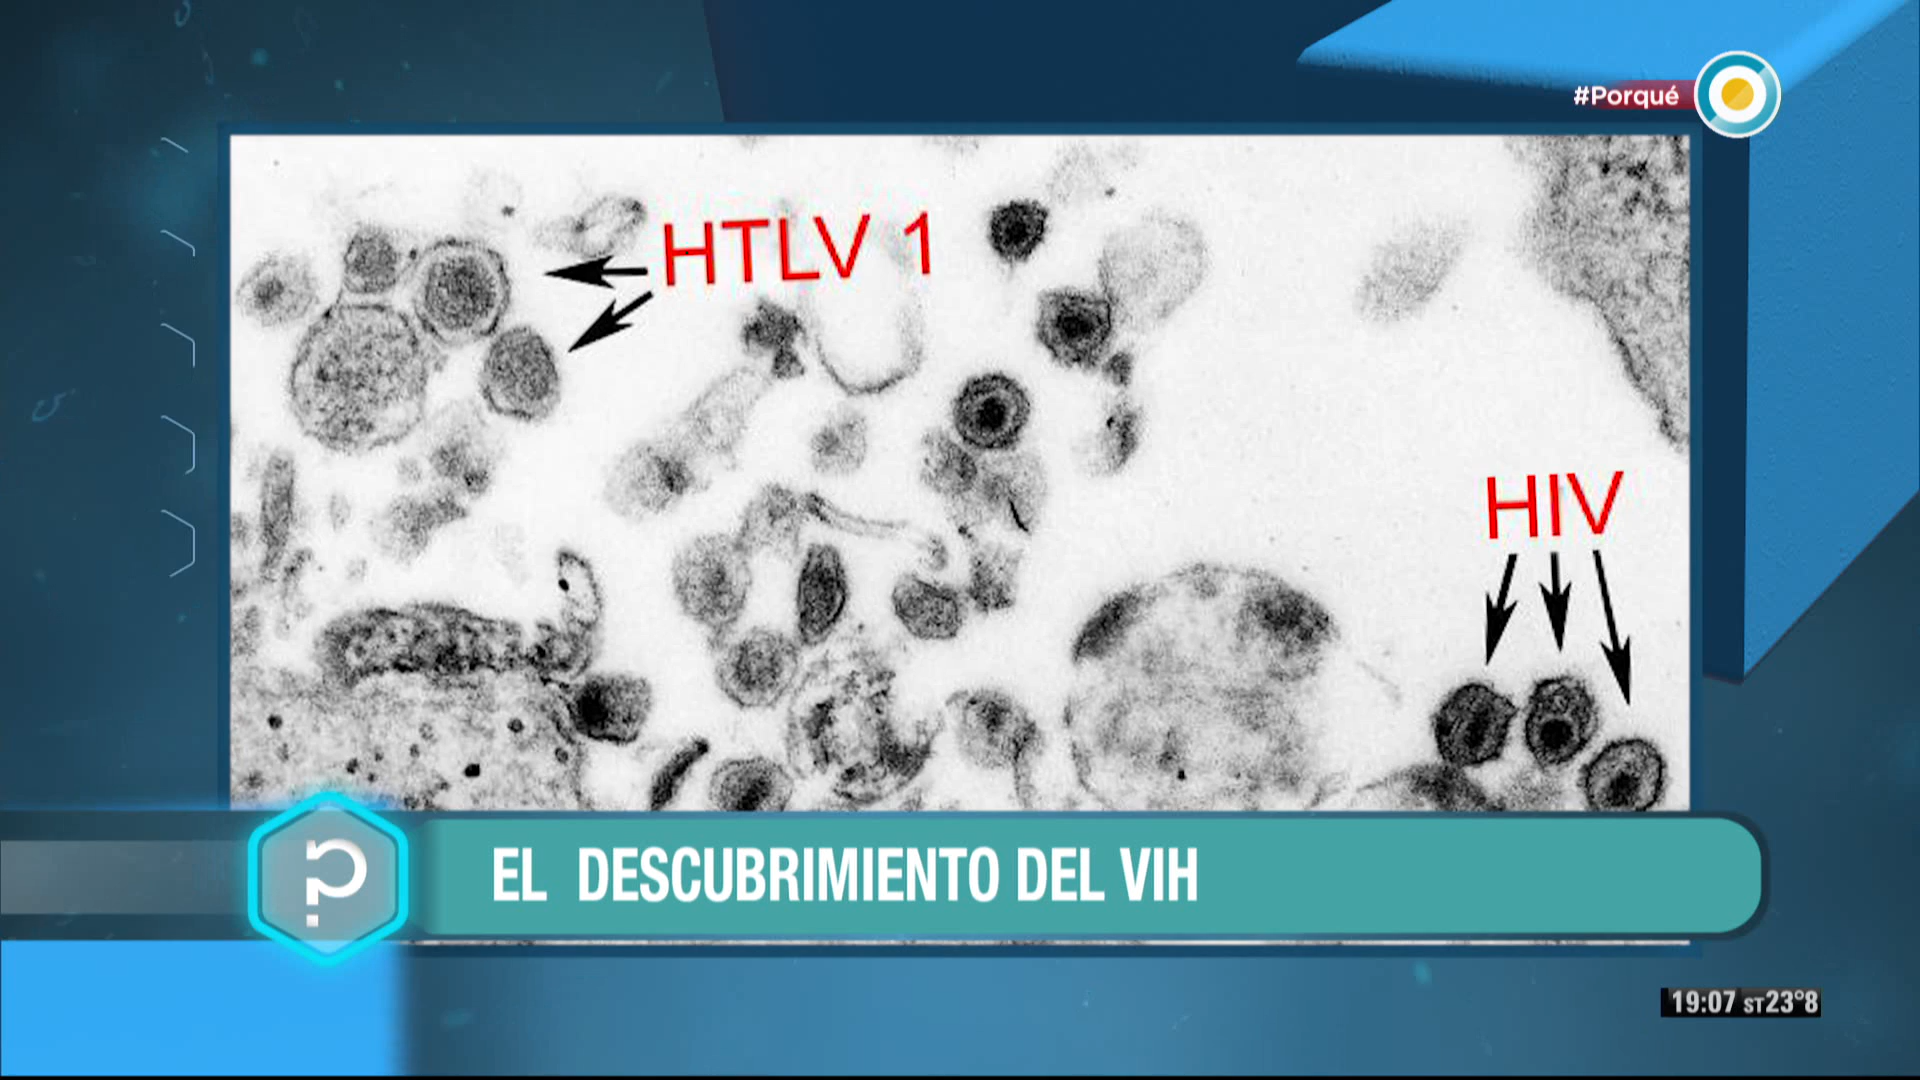 #Porqué
HTLV 1
HIV
EL DESCUBRIMIENTO DEL VIH
19:07 ST23°8